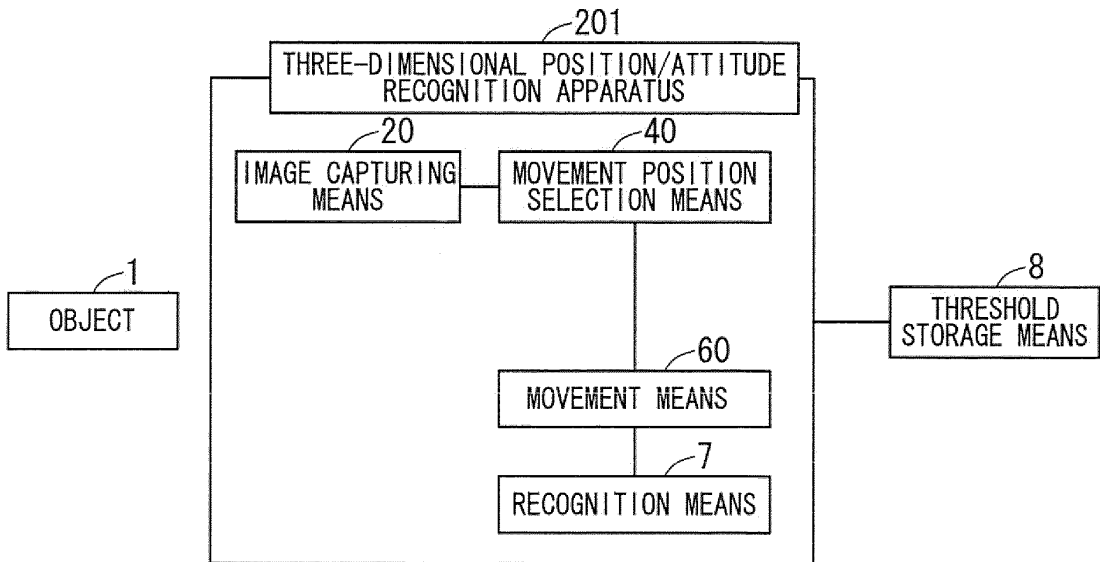 201
THREE-DIMENSIONAL POSITION/ATTITUDE
RECOGNITION APPARATUS
20
IMAGE CAPTURING
MEANS
40
MOVEMENT POSITION
SELECTION MEANS
1
OBJECT
8
THRESHOLD
STORAGE MEANS
60
MOVEMENT MEANS
7
RECOGNITION MEANS